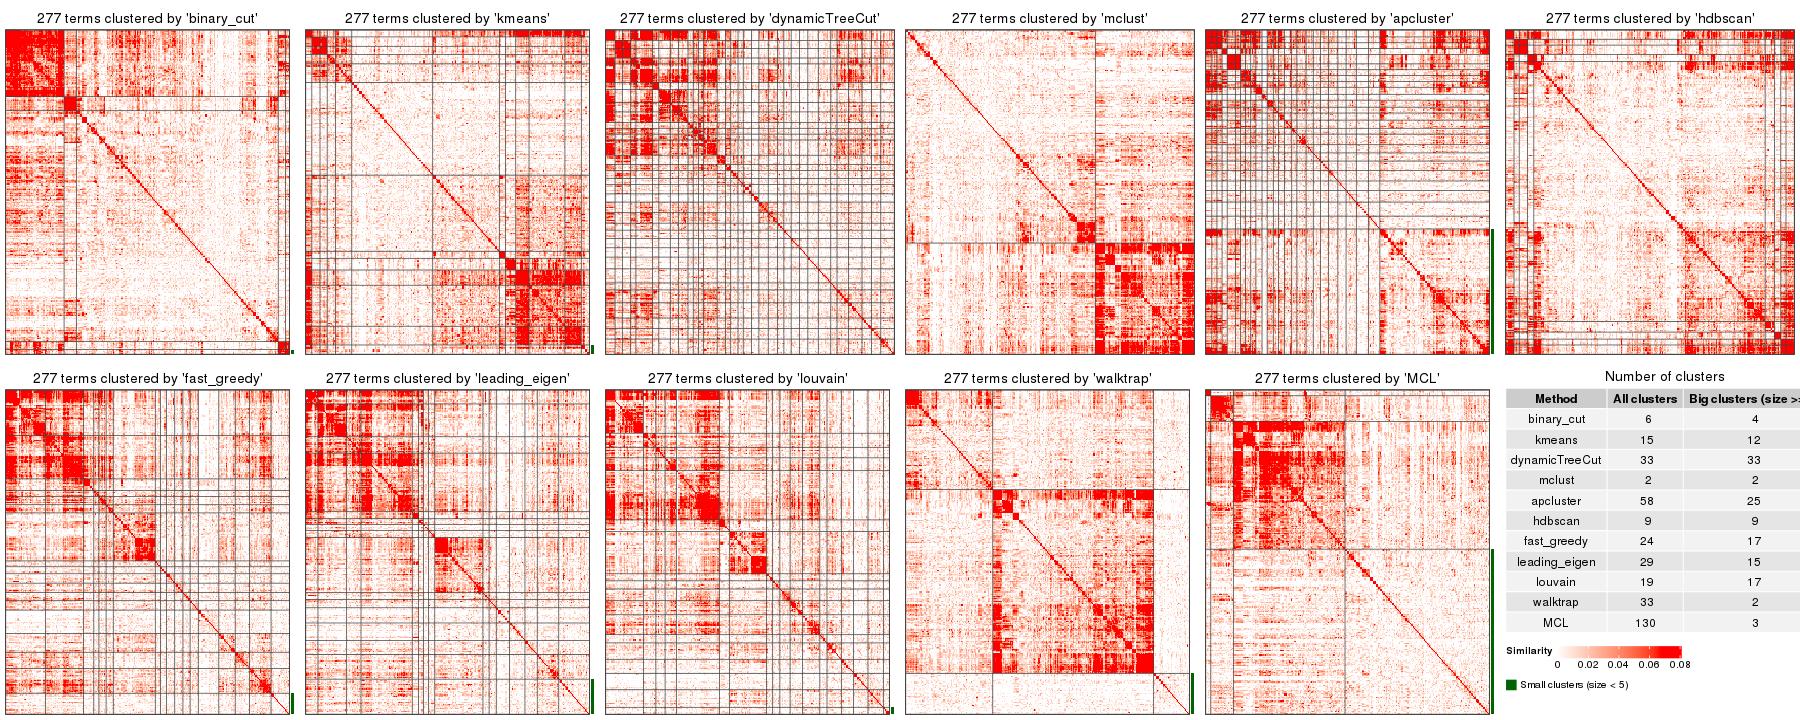 277 terms clustered by 'binary_cut'
277 terms clustered by 'kmeans'
277 terms clustered by 'dynamicTreeCut'
277 terms clustered by 'mclust'
277 terms clustered by 'apcluster'
277 terms clustered by 'hdbscan'
277 terms clustered by 'fast_greedy'
277 terms clustered by 'leading_eigen'
277 terms clustered by 'louvain'
277 terms clustered by 'walktrap'
277 terms clustered by 'MCL'
Number of clusters
Method All clusters Big clusters (size >=
binary_cut 6 4
kmeans 15 12
dynamicTreeCut 33 33
mclust 2 2
apcluster 58 25
hdbscan 9 9
fast_greedy 24 17
leading_eigen 29 15
louvain 19 17
walktrap 33 2
MCL 130 3
Similarity
0 0.02 0.04 0.06 0.08
Small clusters (size < 5)